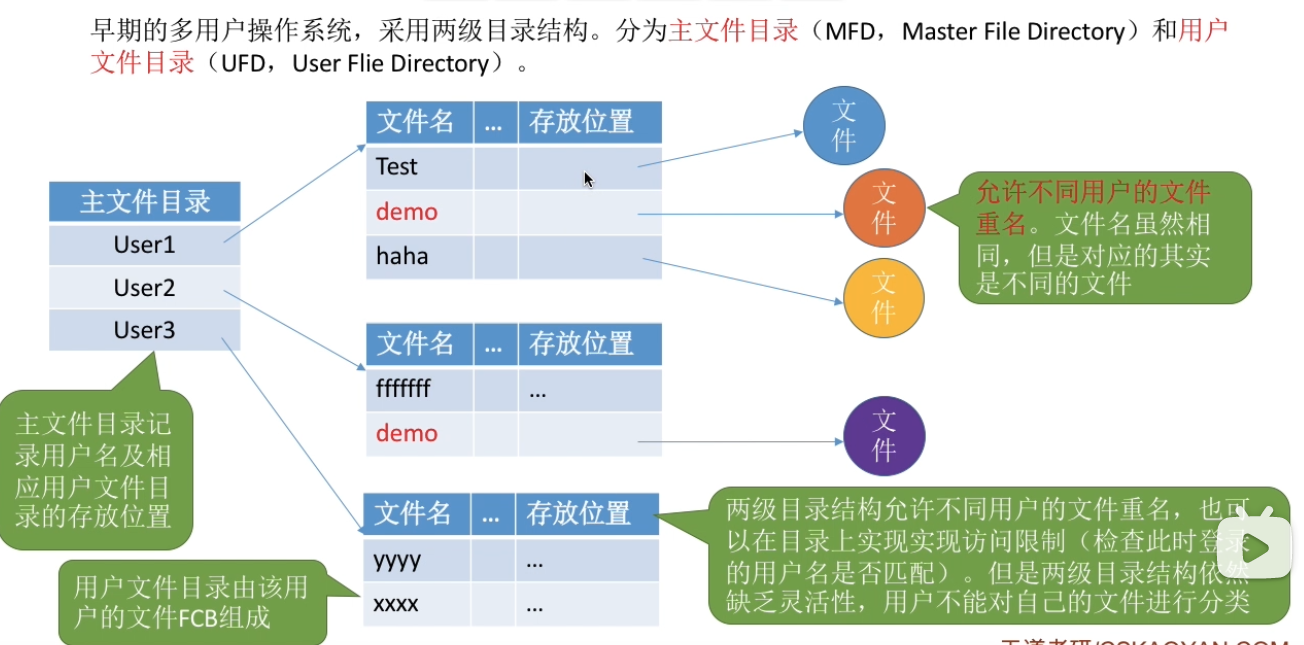 早期的多用户操作系统，采用两级目录结构。分为主文件目录（MFD，Master File Directory）和用户
文件目录（UFD，User Flie Directory）。
主文件目录
User1
User2
User3
文件名 ... 存放位置
Test
demo
haha
文件名 ... 存放位置
fffffff ...
demo
文件名 ... 存放位置
yyyy ...
xxxx ...
文
件
文
件
文
件
文
件
允许不同用户的文件
重名。文件名虽然相
同，但是对应的其实
是不同的文件
主文件目录记
录用户名及相
应用户文件目
录的存放位置
用户文件目录由该用
户的文件FCB组成
两级目录结构允许不同用户的文件重名，也可
以在目录上实现实现访问限制（检查此时登录
的用户名是否匹配）。但是两级目录结构依然
缺乏灵活性，用户不能对自己的文件进行分类